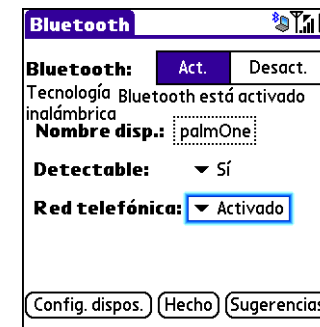 Bluetooth
Bluetooth: Act. Desact.
Tecnología Bluetooth está activado
inalámbrica
Nombre disp.: palmOne
Detectable: Sí
Red telefónica: Activado
Config. dispos. Hecho Sugerencias